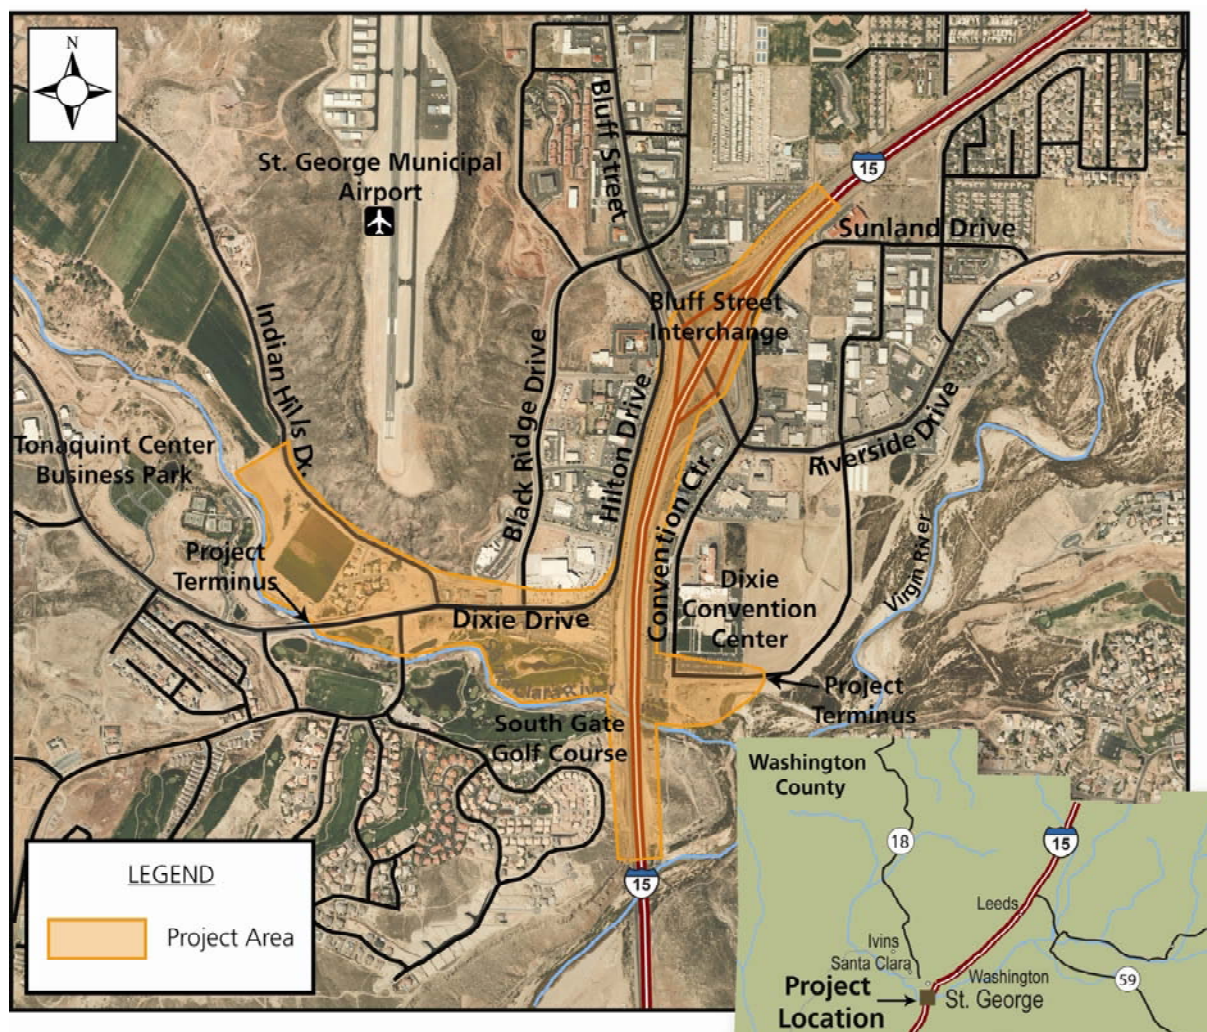 N
St. George Municipal
Airport
Bluff Street
15
Sunland Drive
Bluff Street
Interchange
Indian Hills Dr.
Black Ridge Drive
Hilton Drive
Riverside Drive
Tonaquint Center
Business Park
Convention Ctr.
Project
Terminus
Virgin River
Dixie
Convention
Center
Dixie Drive
Project
Terminus
River
South Gate
Golf Course
15
LEGEND
Project Area
Washington
County
18
15
Leeds
Ivins
Santa Clara
Washington
59
Project
Location
St. George